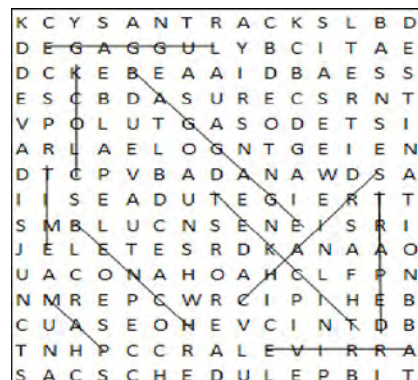 K C Y S A N T R A C K S L B D
D E G A G G U L Y B C I T A E
D C K E B E A A I D B A E S S
E S C B D A S U R E C S R N T
V P O L U T G A S O D E T S I
A R L A E L O G N T G E I E N
D T C P V B A D A N A W D S A
I I S E A D U T E G I E R T T
S M B L U C N S E N E I S R I
J E L E T E S R D K A N A A O
U A C O N A H O A H C L F P N
N M R E P C W R C I P I H E B
C U A S E O H E V C I N T D B
T N H P C C R A L E V I R R A
S A C S C H E D U L E P B I T